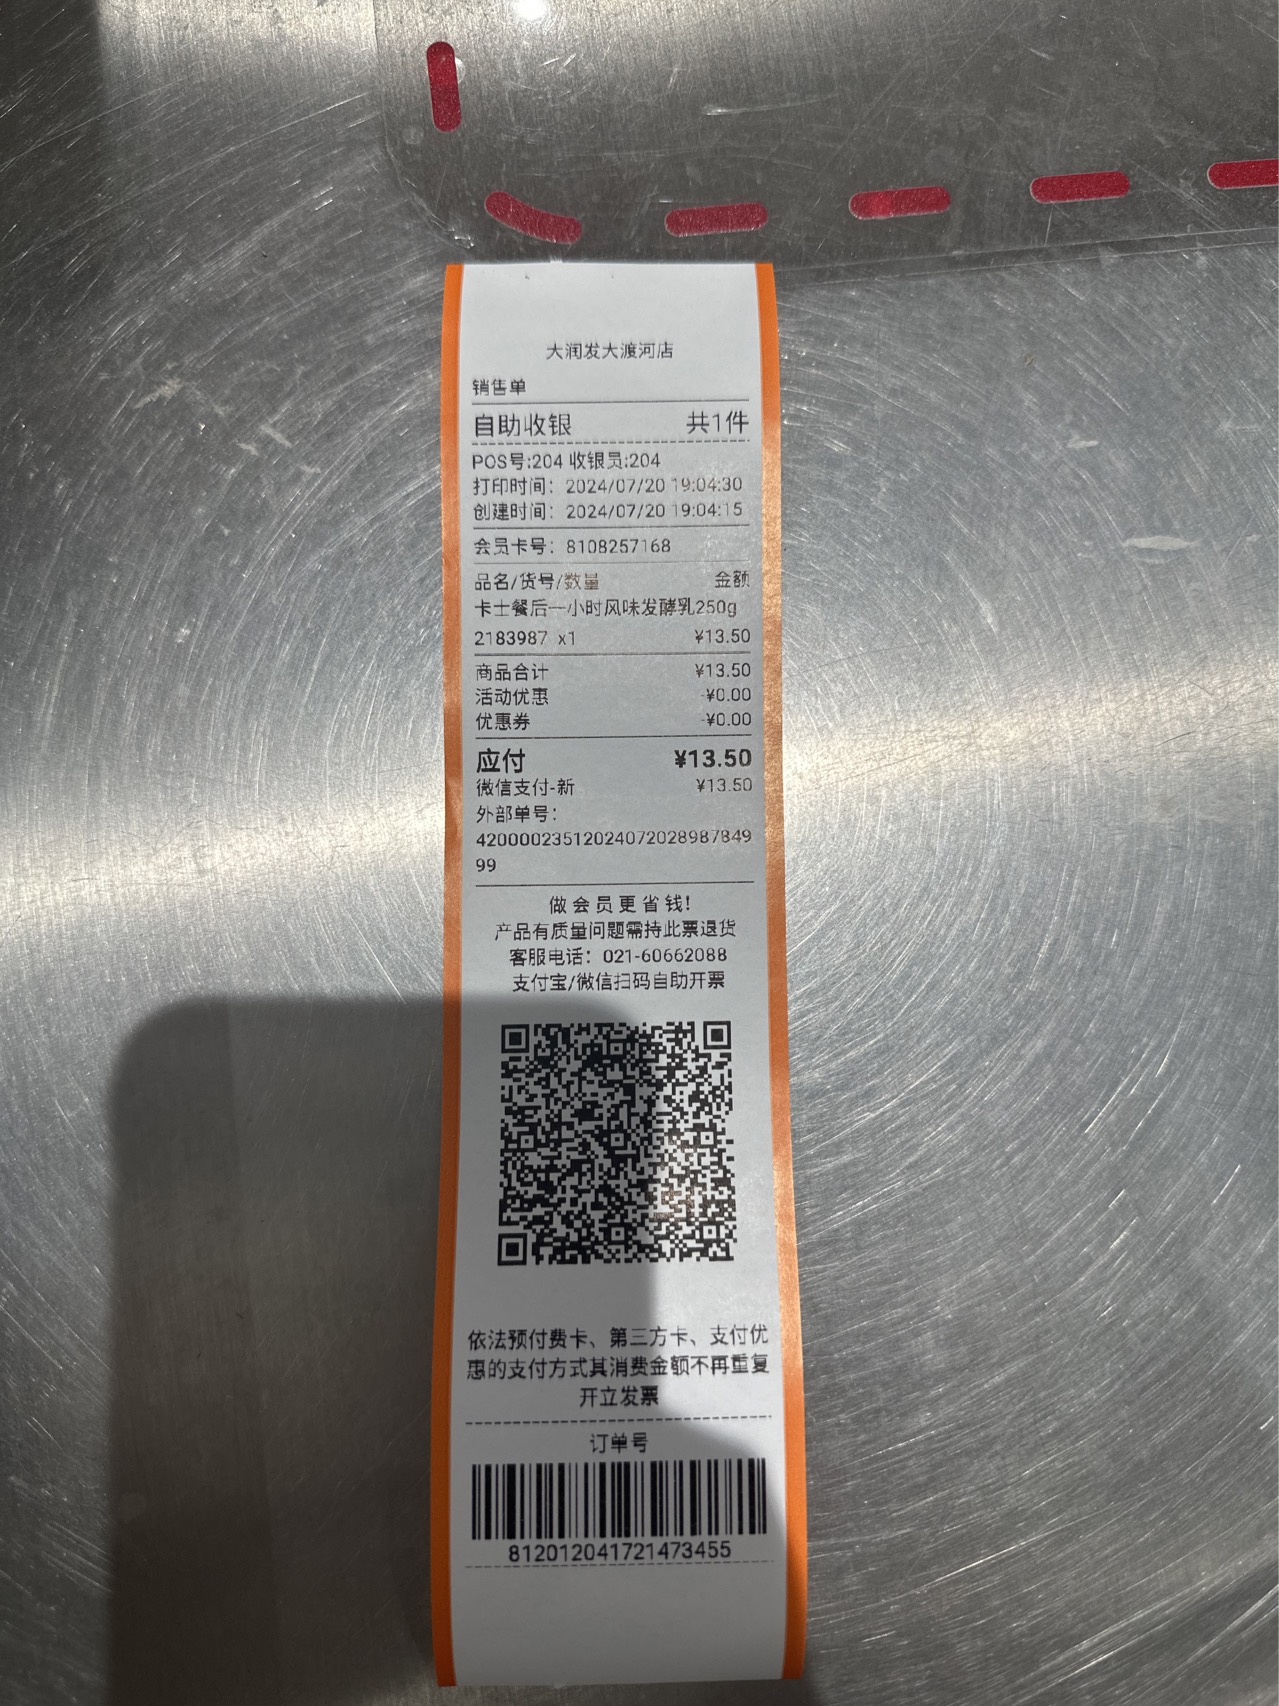 大润发大渡河店
销售单
自助收银 共1件
POS号:204 收银员:204
打印时间: 2024/07/20 19:04:30
创建时间: 2024/07/20 19:04:15
会员卡号: 8108257168
品名/货号/数量 金额
卡士餐后一小时风味发酵乳250g
2183987 x1 ¥13.50
商品合计 ¥13.50
活动优惠 -¥0.00
优惠券 -¥0.00
应付 ¥13.50
微信支付-新 ¥13.50
外部单号:
42000023512024072028987849
99
做会员更省钱!
产品有质量问题需持此票退货
客服电话: 021-60662088
支付宝/微信扫码自助开票
依法预付费卡、第三方卡、支付优
惠的支付方式其消费金额不再重复
开立发票
订单号
812012041721473455